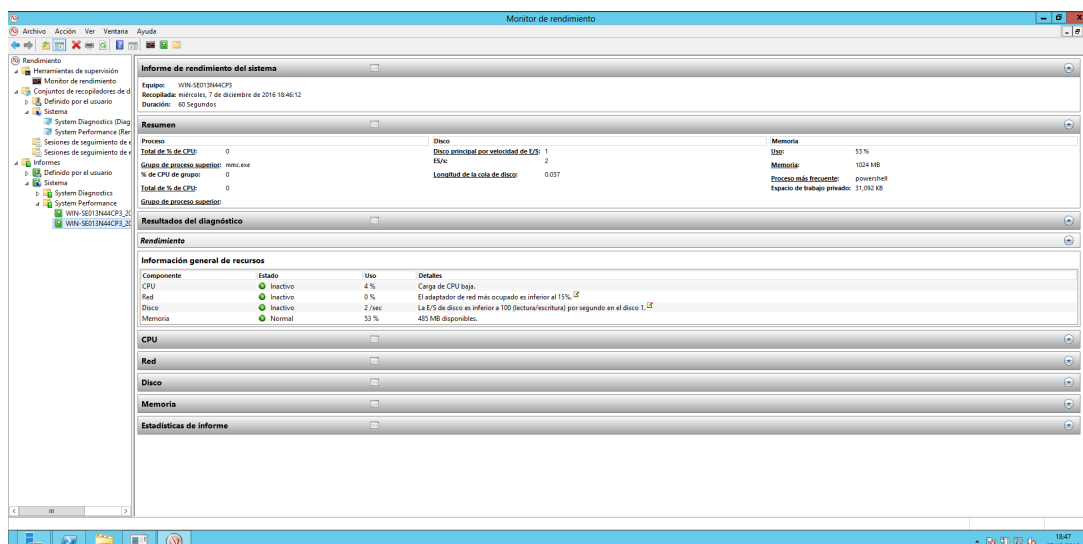 Monitor de rendimiento
Archivo Acción Ver Ventana Ayuda
Rendimiento
Herramientas de supervisión
Monitor de rendimiento
Conjuntos de recopiladores de d
Definido por el usuario
Sistema
System Diagnostics (Diag
System Performance (Rer
Sesiones de seguimiento de e
Sesiones de seguimiento de e
Informes
Definido por el usuario
Sistema
System Diagnostics
System Performance
WIN-SE013N44CP3_20
WIN-SE013N44CP3_20
Informe de rendimiento del sistema
Equipo: WIN-SE013N44CP3
Recopilada: miércoles, 7 de diciembre de 2016 18:46:12
Duración: 60 Segundos
Resumen
Proceso
Total de % de CPU: 0
Grupo de proceso superior: mmc.exe
% de CPU de grupo: 0
Total de % de CPU: 0
Grupo de proceso superior:
Disco
Disco principal por velocidad de E/S: 1
ES/s: 2
Longitud de la cola de disco: 0.037
Memoria
Uso: 53 %
Memoria: 1024 MB
Proceso más frecuente: powershell
Espacio de trabajo privado: 31,092 KB
Resultados del diagnóstico
Rendimiento
Información general de recursos
Componente Estado Uso Detalles
CPU Inactivo 4 % Carga de CPU baja.
Red Inactivo 0 % El adaptador de red más ocupado es inferior al 15%.
Disco Inactivo 2 /sec La E/S de disco es inferior a 100 (lectura/escritura) por segundo en el disco 1.
Memoria Normal 53 % 485 MB disponibles.
CPU
Red
Disco
Memoria
Estadísticas de informe
18:47